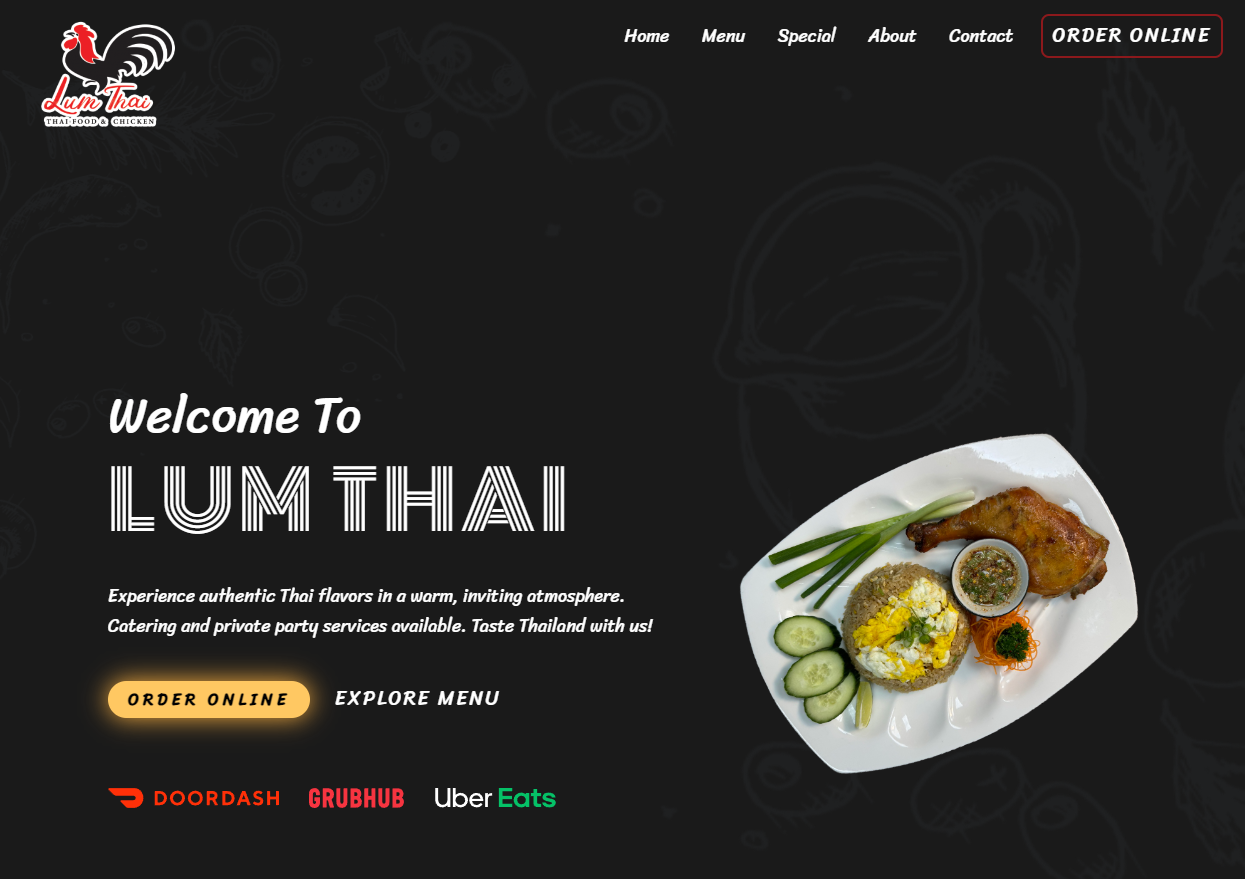 Lum Thai
THAI FOOD & CHICKEN
Home Menu Special About Contact ORDER ONLINE
Welcome To
LUM THAI
Experience authentic Thai flavors in a warm, inviting atmosphere.
Catering and private party services available. Taste Thailand with us!
ORDER ONLINE EXPLORE MENU
DOORDASH GRUBHUB Uber Eats